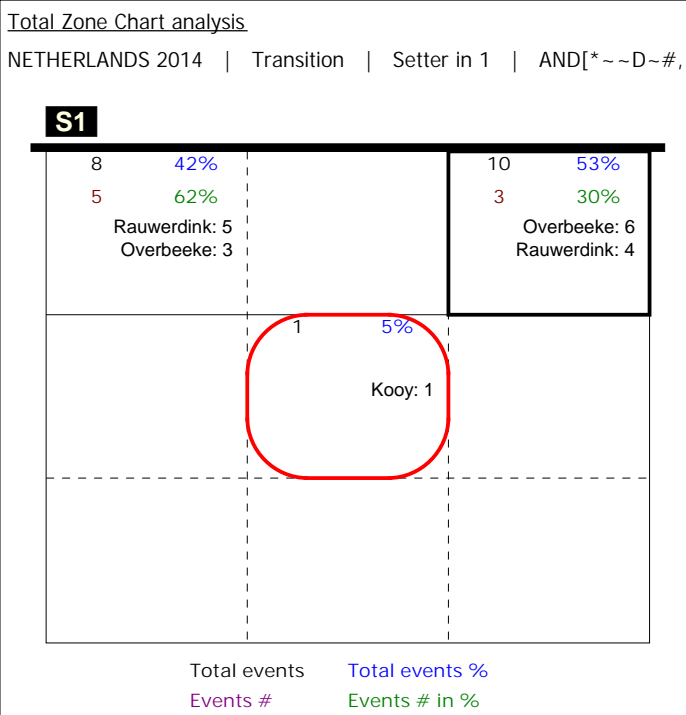 Total Zone Chart analysis
NETHERLANDS 2014 | Transition | Setter in 1 | AND[*~~D~#,
S1
8 42%
5 62%
Rauwerdink: 5
Overbeeke: 3
10 53%
3 30%
Overbeeke: 6
Rauwerdink: 4
1 5%
Kooy: 1
Total events Total events %
Events # Events # in %